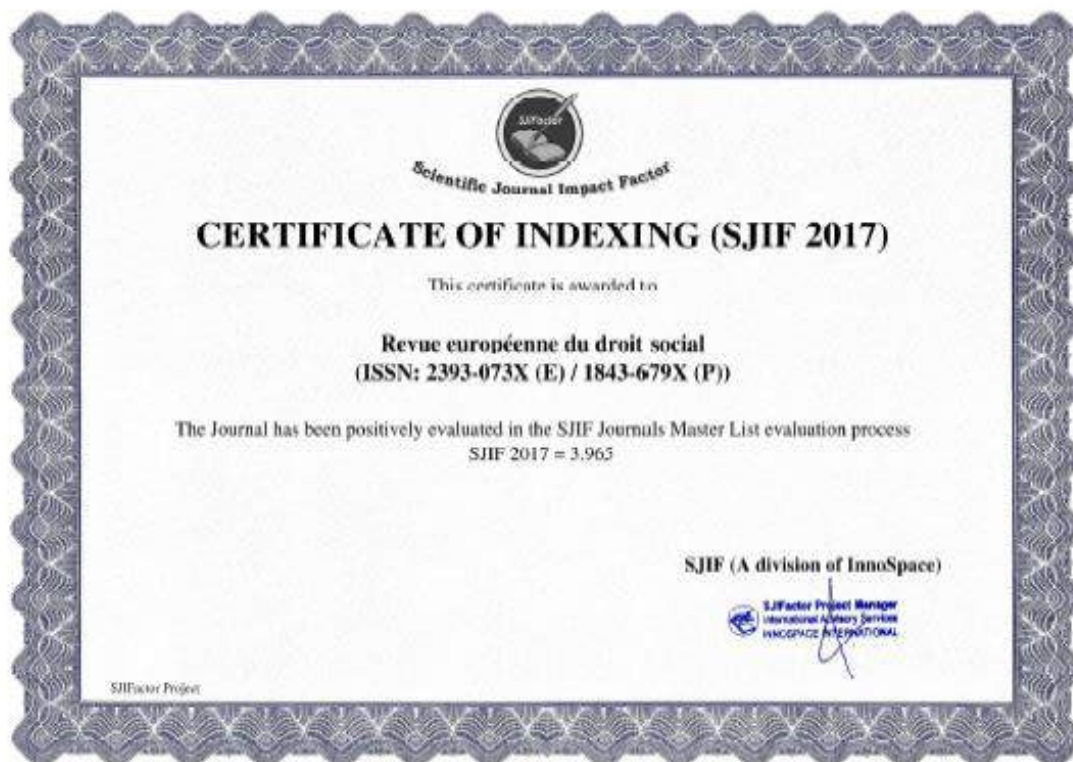 SJIFactor
Scientific Journal Impact Factor
CERTIFICATE OF INDEXING (SJIF 2017)
This certificate is awarded to
Revue européenne du droit social
(ISSN: 2393-073X (E) / 1843-679X (P))
The Journal has been positively evaluated in the SJIF Journals Master List evaluation process
SJIF 2017 = 3.965
SJIF (A division of InnoSpace)
SJIFactor Project Manager
International Advisory Services
INNOSPACE INTERNATIONAL
SJIFactor Project